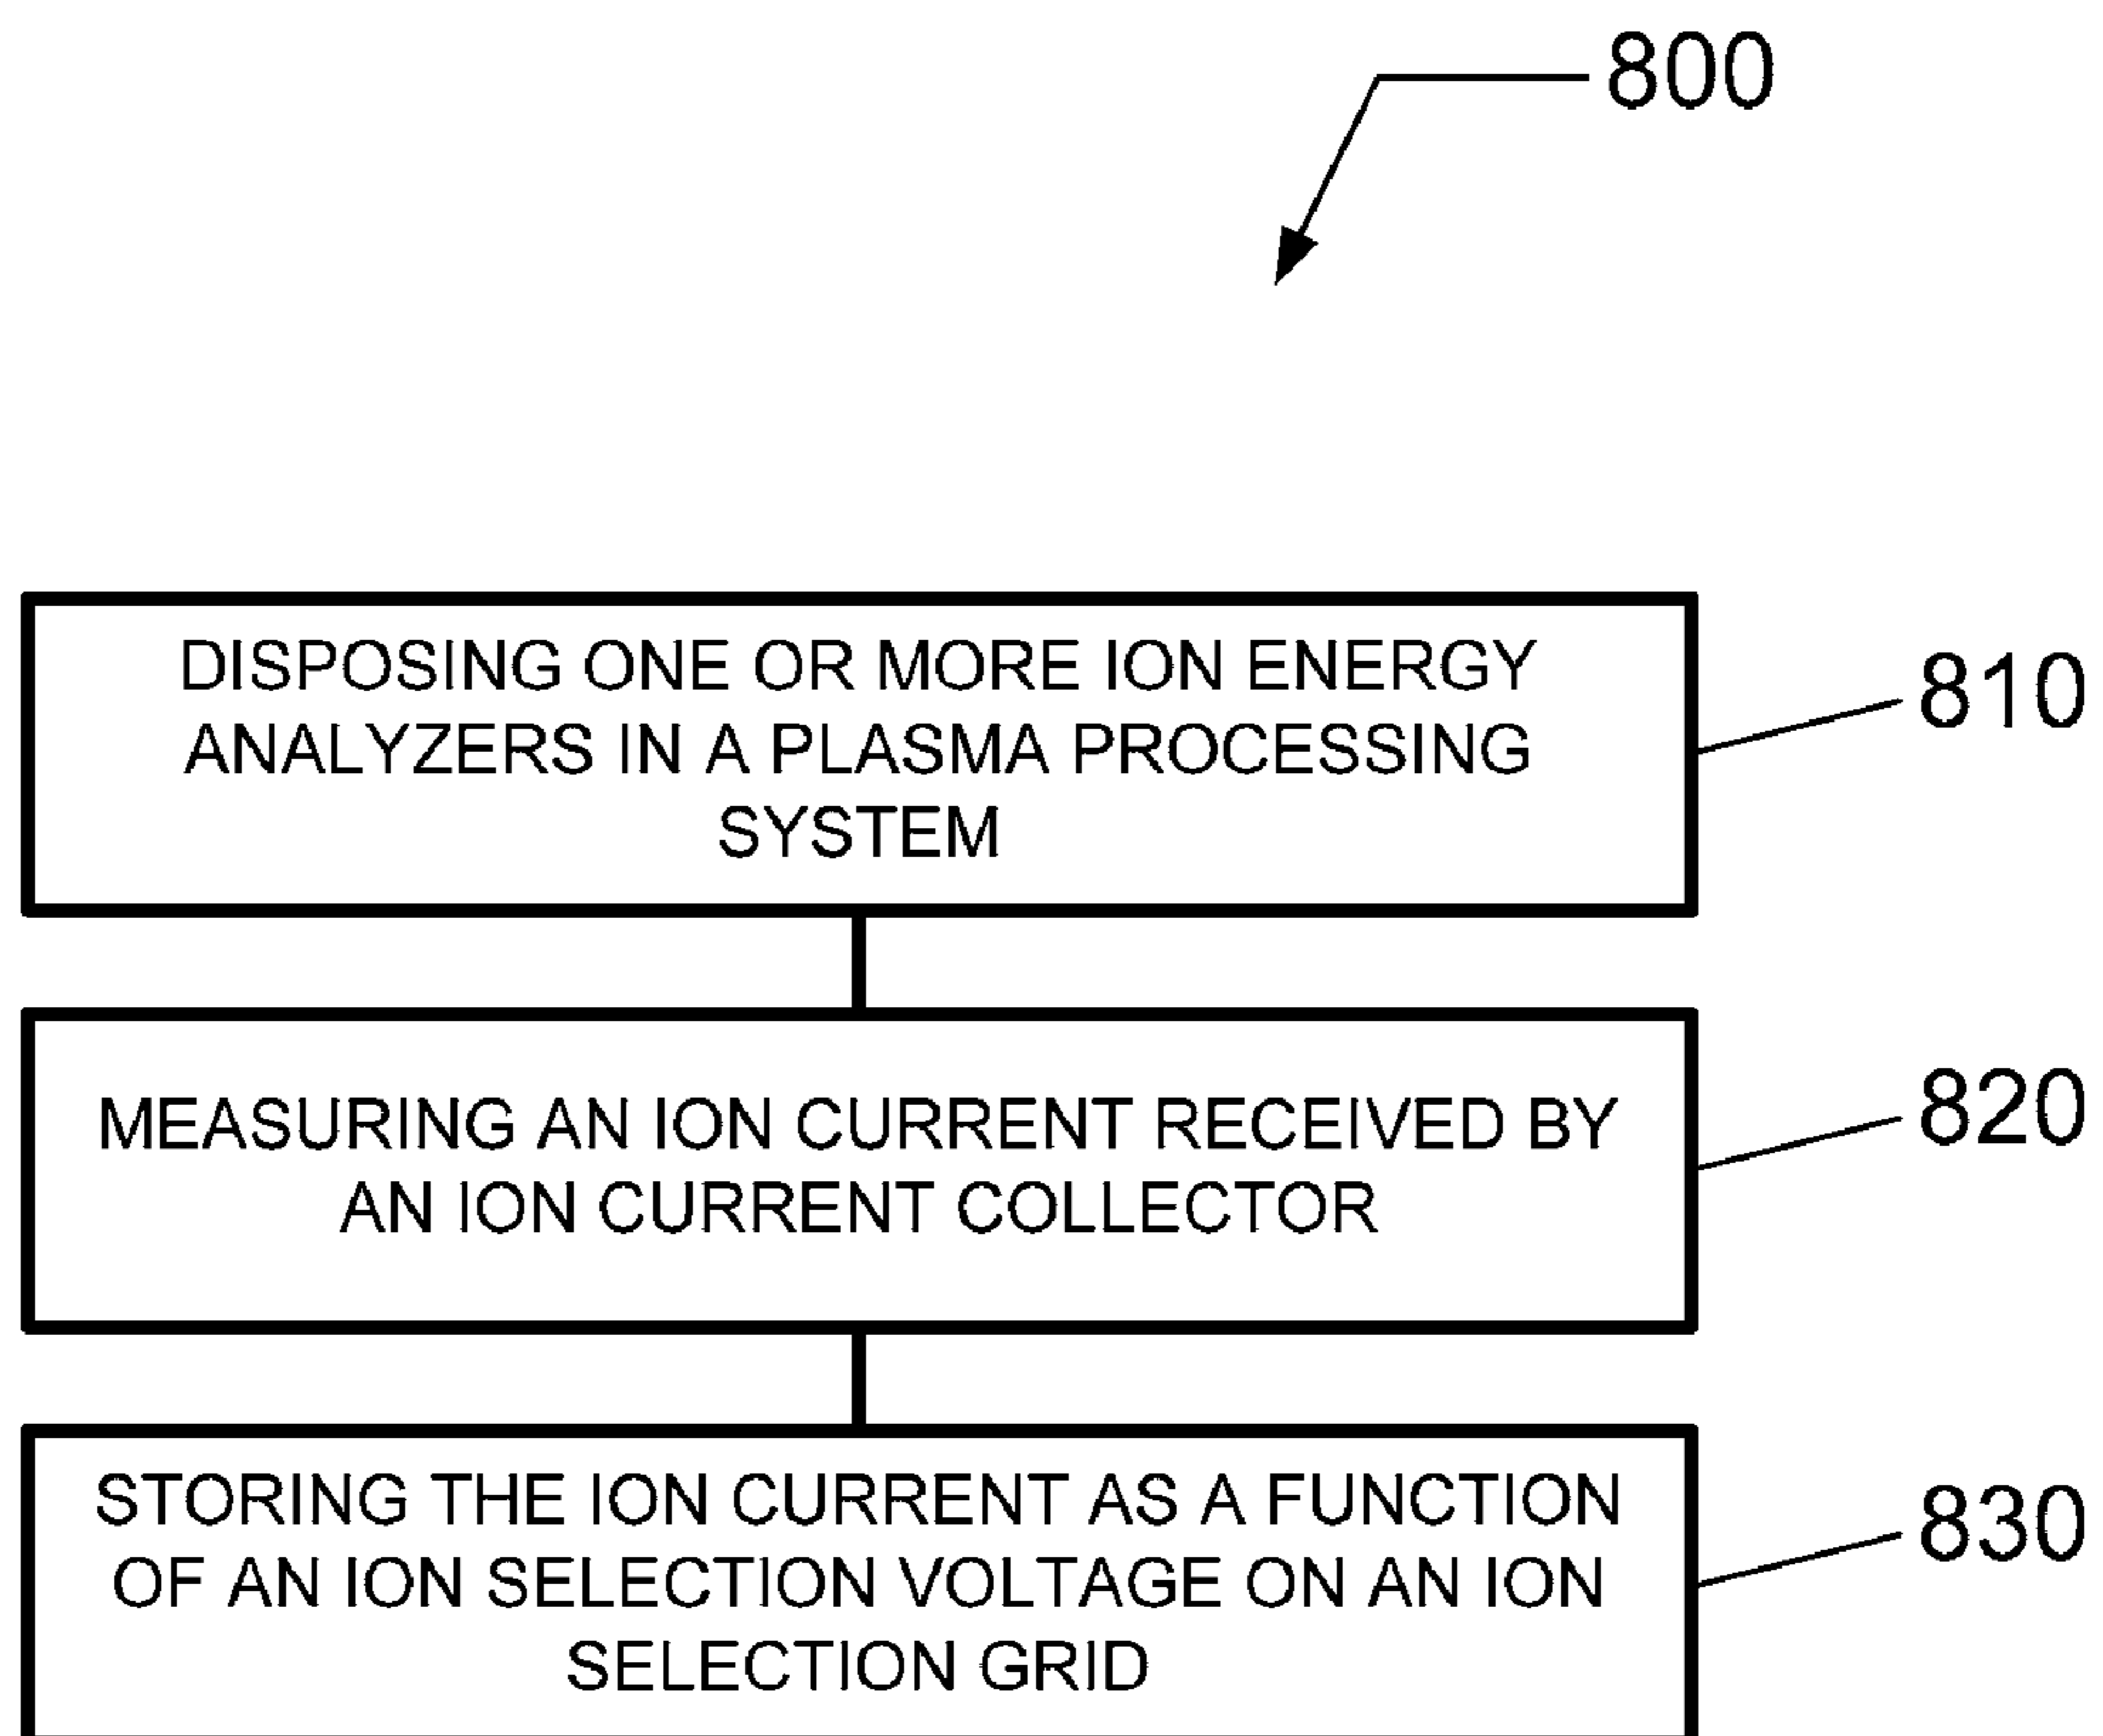 800
DISPOSING ONE OR MORE ION ENERGY
ANALYZERS IN A PLASMA PROCESSING
SYSTEM
810
MEASURING AN ION CURRENT RECEIVED BY
AN ION CURRENT COLLECTOR
820
STORING THE ION CURRENT AS A FUNCTION
OF AN ION SELECTION VOLTAGE ON AN ION
SELECTION GRID
830